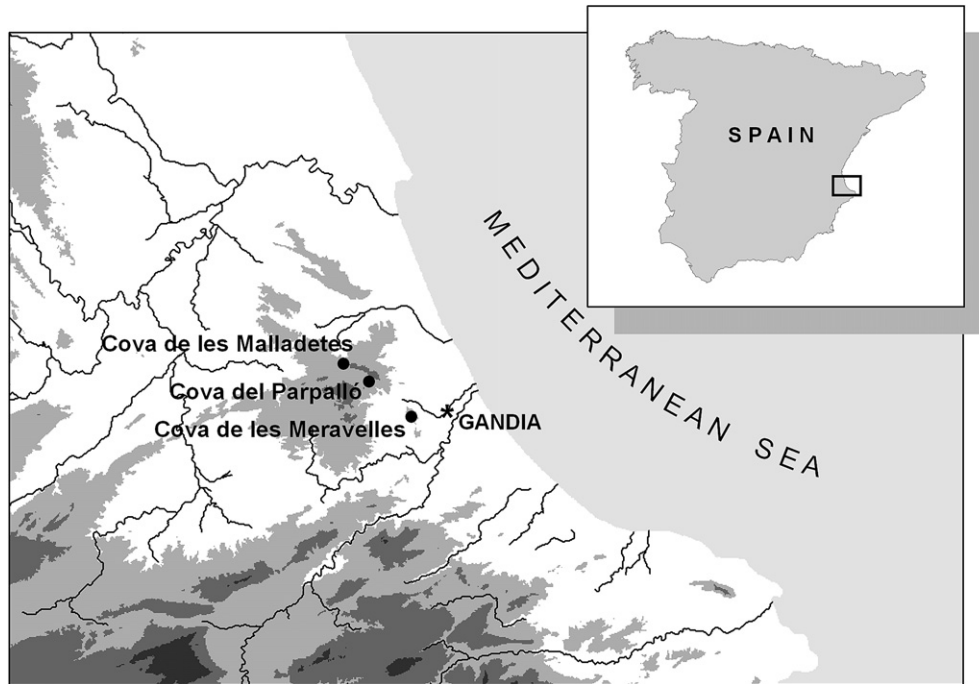 SPAIN
MEDITERRANEAN SEA
Cova de les Malladetes
Cova del Parpalló
Cova de les Meravelles
* GANDIA